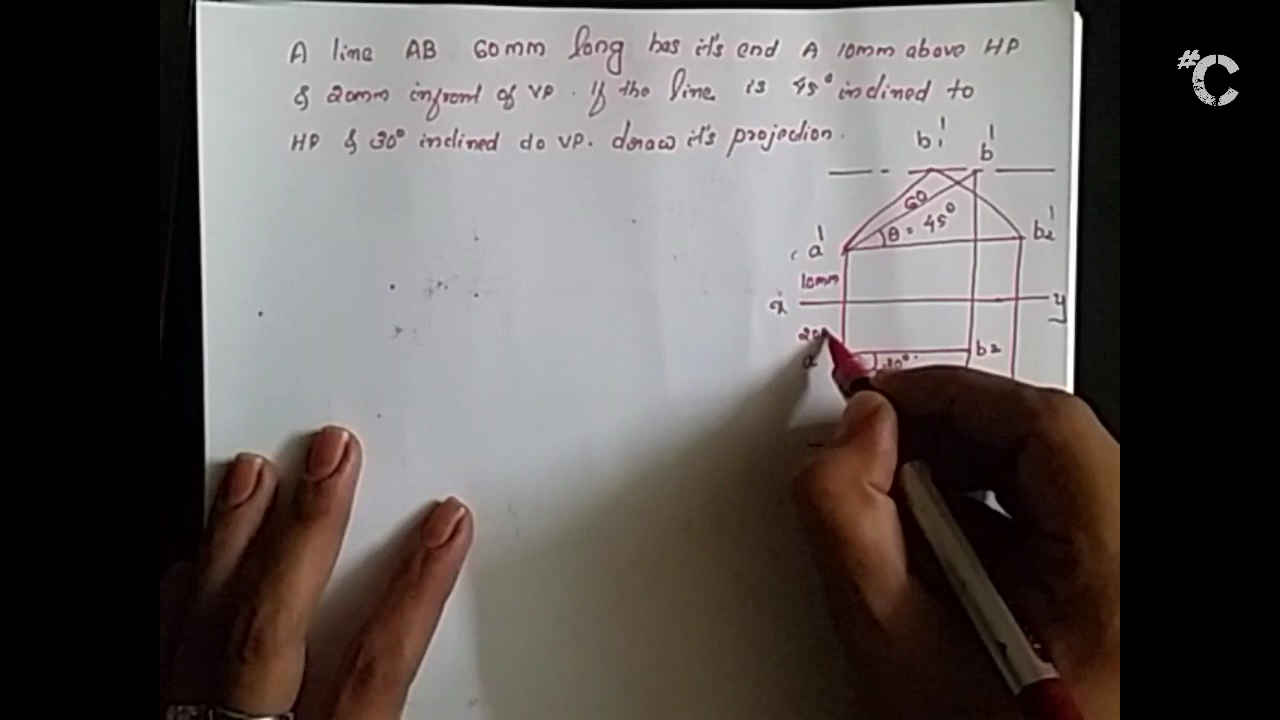 A line AB 60mm long has it's end A 10mm above HP
& 20mm infront of VP. If the line is 45° inclined to
HP & 30° inclined to VP. draw it's projection.
b₁' b'
60
θ = 45°
a' b₂'
10mm
x y
20
a 30° b₂
#C